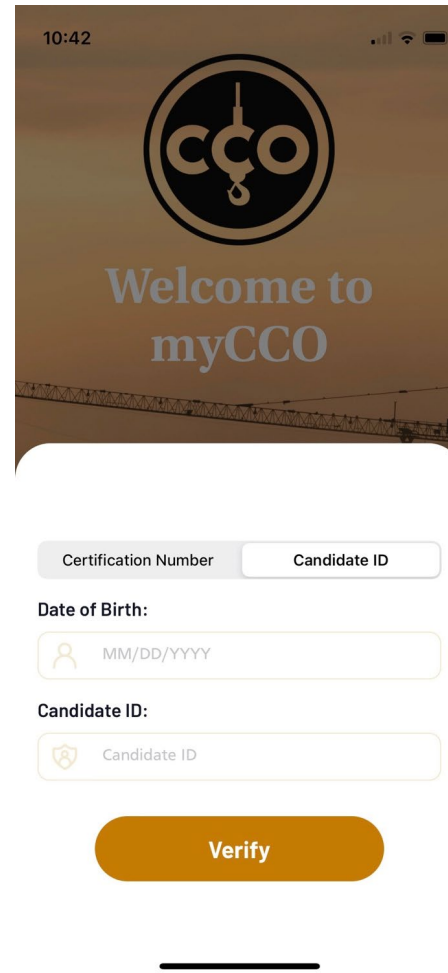 10:42
cco
Welcome to
myCCO
Certification Number
Candidate ID
Date of Birth:
MM/DD/YYYY
Candidate ID:
Candidate ID
Verify